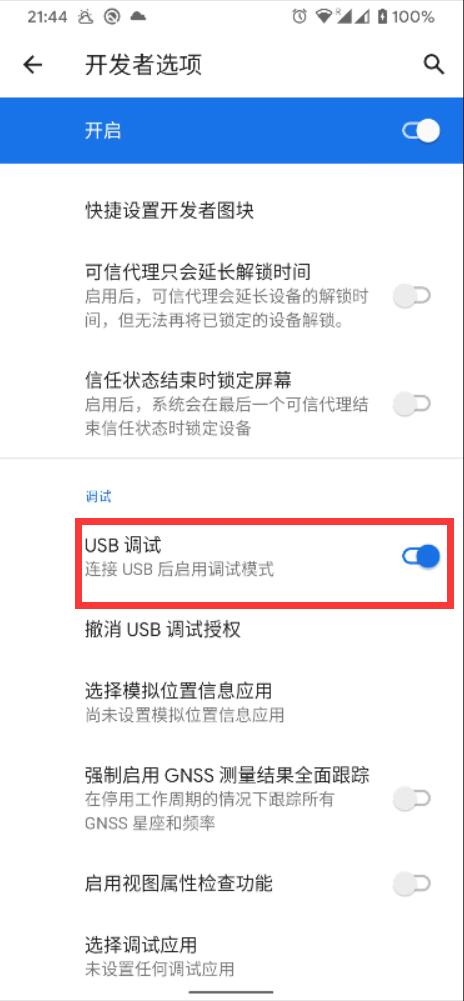 21:44 100%
开发者选项
开启
快捷设置开发者图块
可信代理只会延长解锁时间
启用后，可信代理会延长设备的解锁时
间，但无法再将已锁定的设备解锁。
信任状态结束时锁定屏幕
启用后，系统会在最后一个可信代理结
束信任状态时锁定设备
调试
USB 调试
连接 USB 后启用调试模式
撤消 USB 调试授权
选择模拟位置信息应用
尚未设置模拟位置信息应用
强制启用 GNSS 测量结果全面跟踪
在停用工作周期的情况下跟踪所有
GNSS 星座和频率
启用视图属性检查功能
选择调试应用
未设置任何调试应用